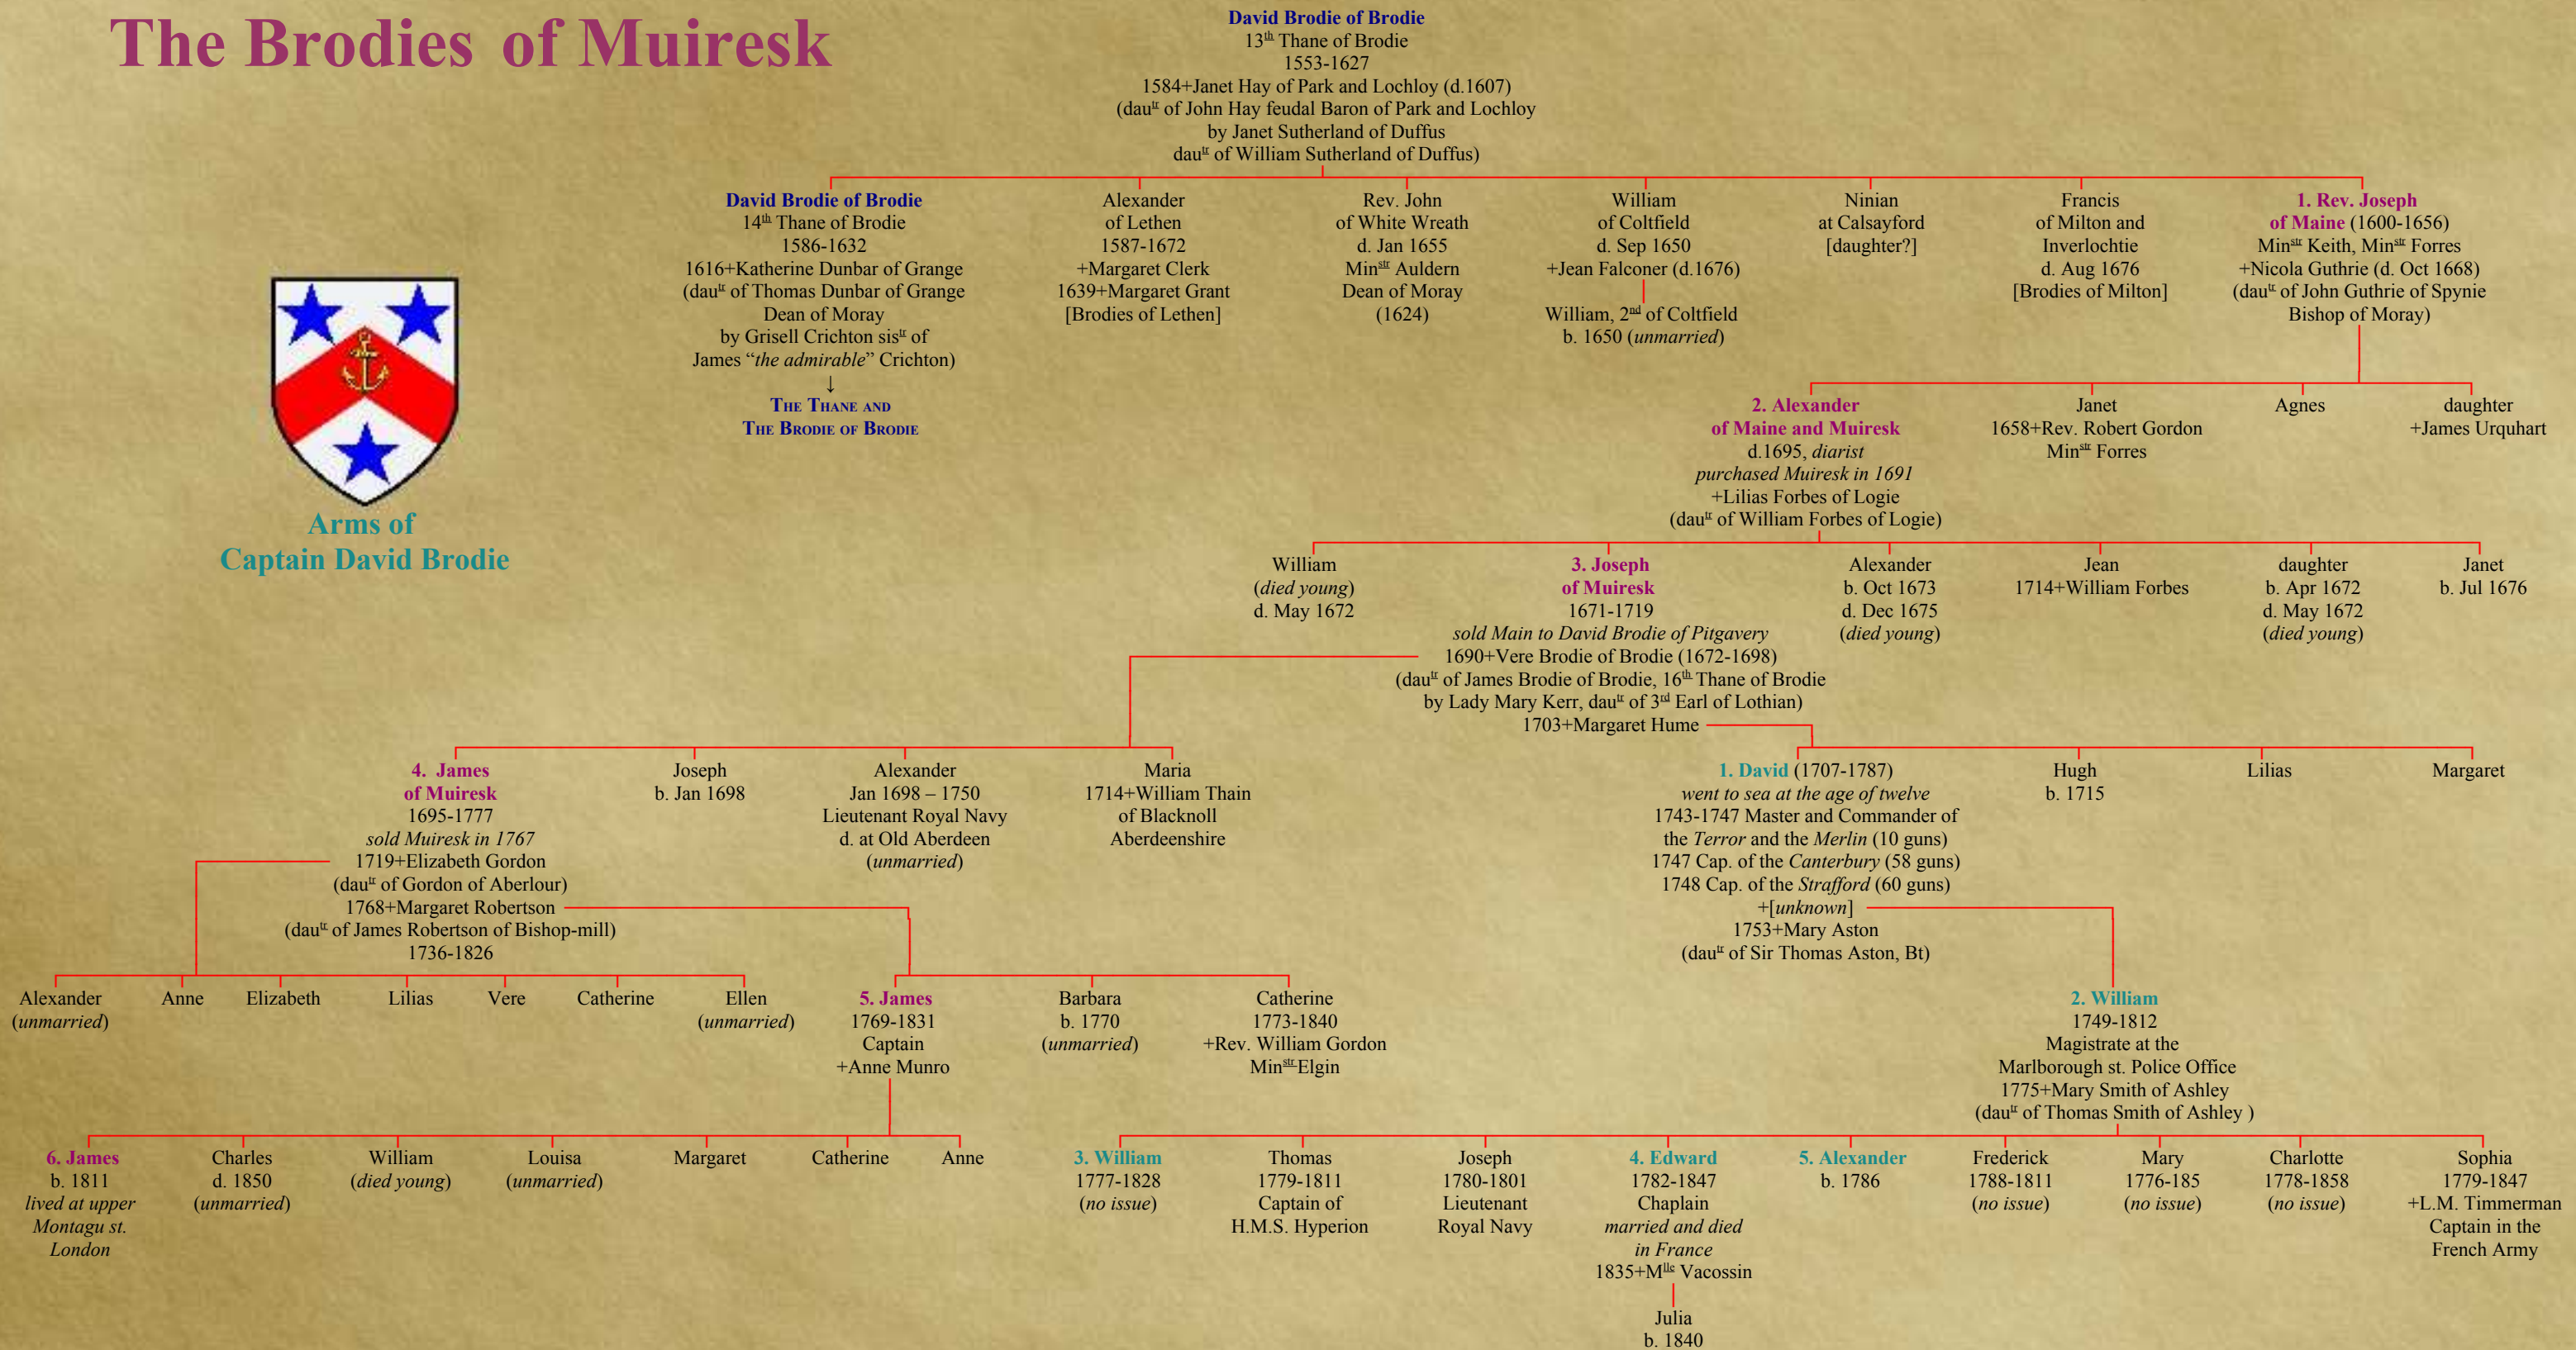 The Brodies of Muiresk
David Brodie of Brodie
13th Thane of Brodie
1553-1627
1584+Janet Hay of Park and Lochloy (d.1607)
(dautr of John Hay feudal Baron of Park and Lochloy
by Janet Sutherland of Duffus
dautr of William Sutherland of Duffus)
David Brodie of Brodie
14th Thane of Brodie
1586-1632
1616+Katherine Dunbar of Grange
(dautr of Thomas Dunbar of Grange
Dean of Moray
by Grisell Crichton sistr of
James “the admirable” Crichton)
↓
THE THANE AND
THE BRODIE OF BRODIE
Alexander
of Lethen
1587-1672
+Margaret Clerk
1639+Margaret Grant
[Brodies of Lethen]
Rev. John
of White Wreath
d. Jan 1655
Minstr Auldern
Dean of Moray
(1624)
William
of Coltfield
d. Sep 1650
+Jean Falconer (d.1676)
William, 2nd of Coltfield
b. 1650 (unmarried)
Ninian
at Calsayford
[daughter?]
Francis
of Milton and
Inverlochtie
d. Aug 1676
[Brodies of Milton]
1. Rev. Joseph
of Maine (1600-1656)
Minstr Keith, Minstr Forres
+Nicola Guthrie (d. Oct 1668)
(dautr of John Guthrie of Spynie
Bishop of Moray)
Arms of
Captain David Brodie
2. Alexander
of Maine and Muiresk
d.1695, diarist
purchased Muiresk in 1691
+Lilias Forbes of Logie
(dautr of William Forbes of Logie)
Janet
1658+Rev. Robert Gordon
Minstr Forres
Agnes
daughter
+James Urquhart
William
(died young)
d. May 1672
3. Joseph
of Muiresk
1671-1719
sold Main to David Brodie of Pitgavery
1690+Vere Brodie of Brodie (1672-1698)
(dautr of James Brodie of Brodie, 16th Thane of Brodie
by Lady Mary Kerr, dautr of 3rd Earl of Lothian)
1703+Margaret Hume
Alexander
b. Oct 1673
d. Dec 1675
(died young)
Jean
1714+William Forbes
daughter
b. Apr 1672
d. May 1672
(died young)
Janet
b. Jul 1676
4. James
of Muiresk
1695-1777
sold Muiresk in 1767
1719+Elizabeth Gordon
(dautr of Gordon of Aberlour)
1768+Margaret Robertson
(dautr of James Robertson of Bishop-mill)
1736-1826
Joseph
b. Jan 1698
Alexander
Jan 1698 – 1750
Lieutenant Royal Navy
d. at Old Aberdeen
(unmarried)
Maria
1714+William Thain
of Blacknoll
Aberdeenshire
1. David (1707-1787)
went to sea at the age of twelve
1743-1747 Master and Commander of
the Terror and the Merlin (10 guns)
1747 Cap. of the Canterbury (58 guns)
1748 Cap. of the Strafford (60 guns)
+[unknown]
1753+Mary Aston
(dautr of Sir Thomas Aston, Bt)
Hugh
b. 1715
Lilias
Margaret
Alexander
(unmarried)
Anne
Elizabeth
Lilias
Vere
Catherine
Ellen
(unmarried)
5. James
1769-1831
Captain
+Anne Munro
Barbara
b. 1770
(unmarried)
Catherine
1773-1840
+Rev. William Gordon
Minstr Elgin
2. William
1749-1812
Magistrate at the
Marlborough st. Police Office
1775+Mary Smith of Ashley
(dautr of Thomas Smith of Ashley )
6. James
b. 1811
lived at upper
Montagu st.
London
Charles
d. 1850
(unmarried)
William
(died young)
Louisa
(unmarried)
Margaret
Catherine
Anne
3. William
1777-1828
(no issue)
Thomas
1779-1811
Captain of
H.M.S. Hyperion
Joseph
1780-1801
Lieutenant
Royal Navy
4. Edward
1782-1847
Chaplain
married and died
in France
1835+Mlle Vacossin
Julia
b. 1840
5. Alexander
b. 1786
Frederick
1788-1811
(no issue)
Mary
1776-185
(no issue)
Charlotte
1778-1858
(no issue)
Sophia
1779-1847
+L.M. Timmerman
Captain in the
French Army